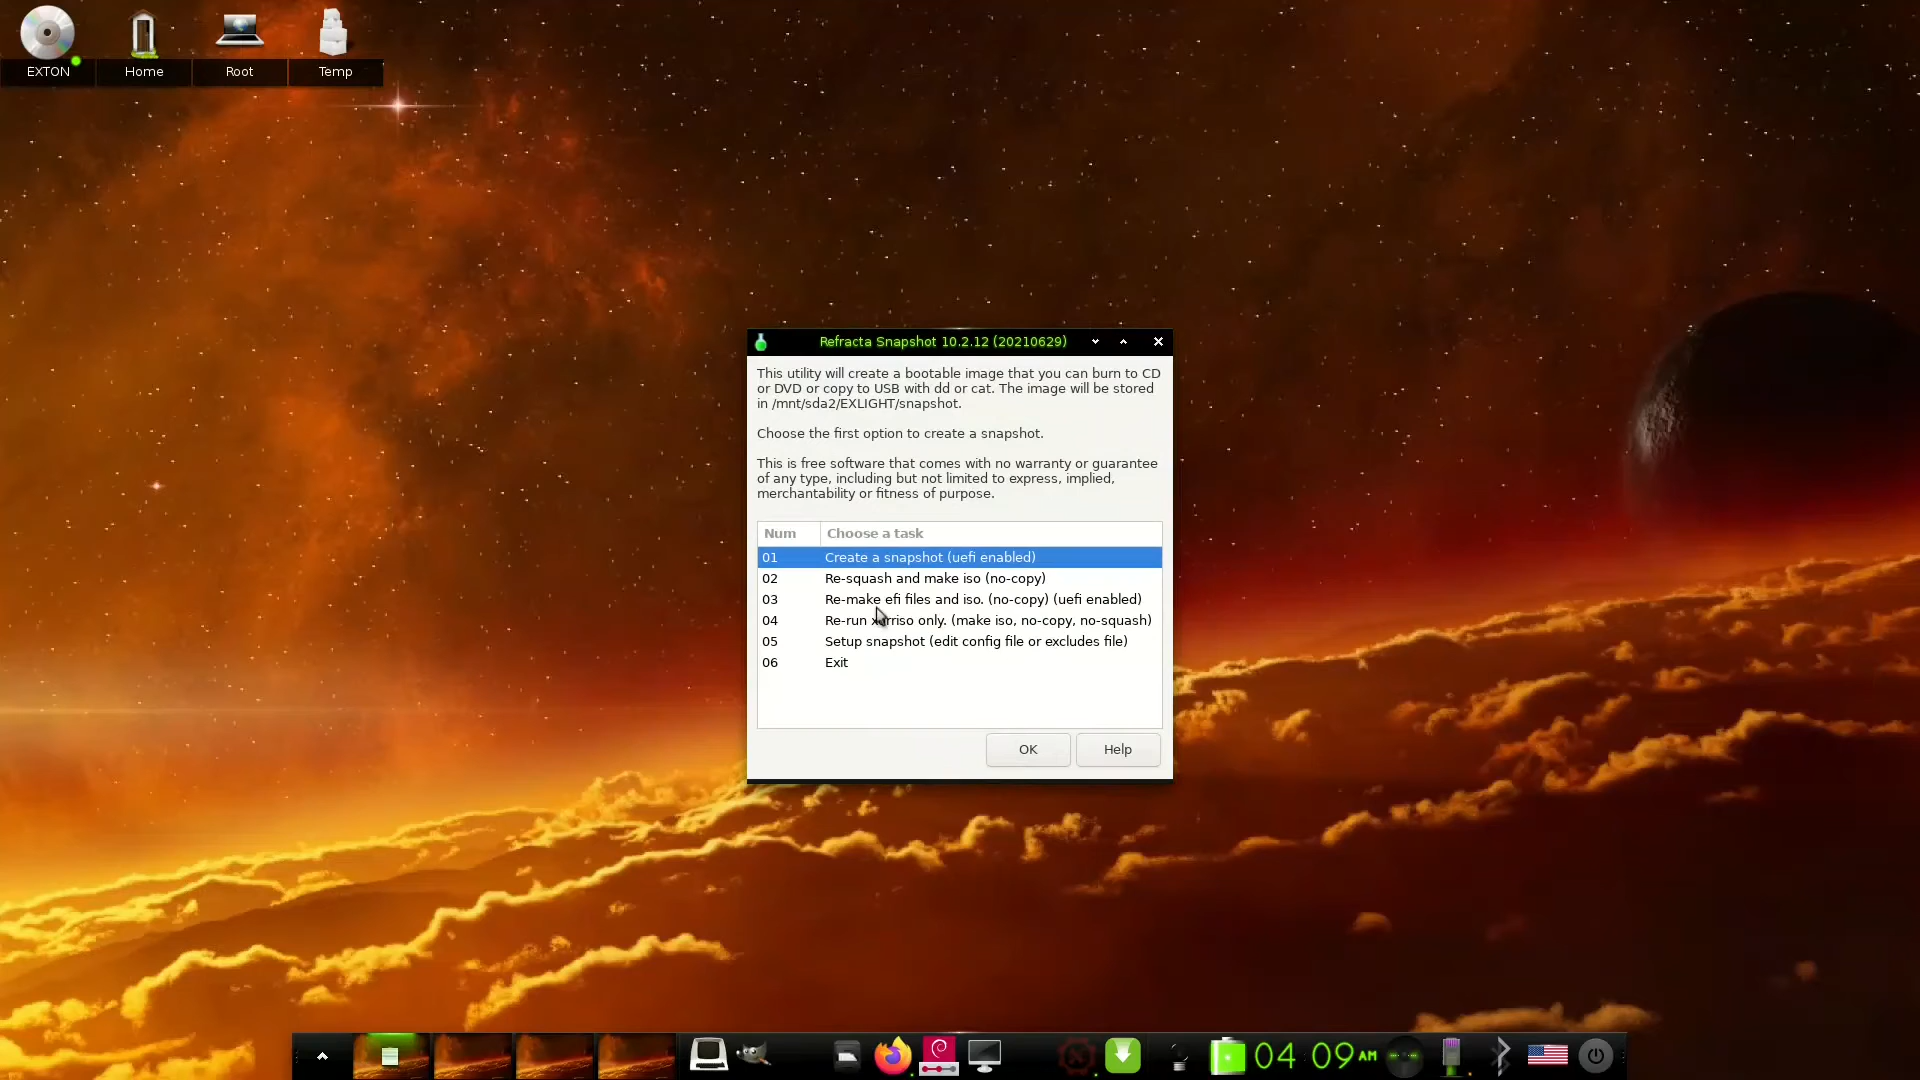 EXTON
Home
Root
Temp
Refracta Snapshot 10.2.12 (20210629)
This utility will create a bootable image that you can burn to CD
or DVD or copy to USB with dd or cat. The image will be stored
in /mnt/sda2/EXLIGHT/snapshot.
Choose the first option to create a snapshot.
This is free software that comes with no warranty or guarantee
of any type, including but not limited to express, implied,
merchantability or fitness of purpose.
Num Choose a task
01 Create a snapshot (uefi enabled)
02 Re-squash and make iso (no-copy)
03 Re-make efi files and iso. (no-copy) (uefi enabled)
04 Re-run xorriso only. (make iso, no-copy, no-squash)
05 Setup snapshot (edit config file or excludes file)
06 Exit
OK
Help
04:09 AM